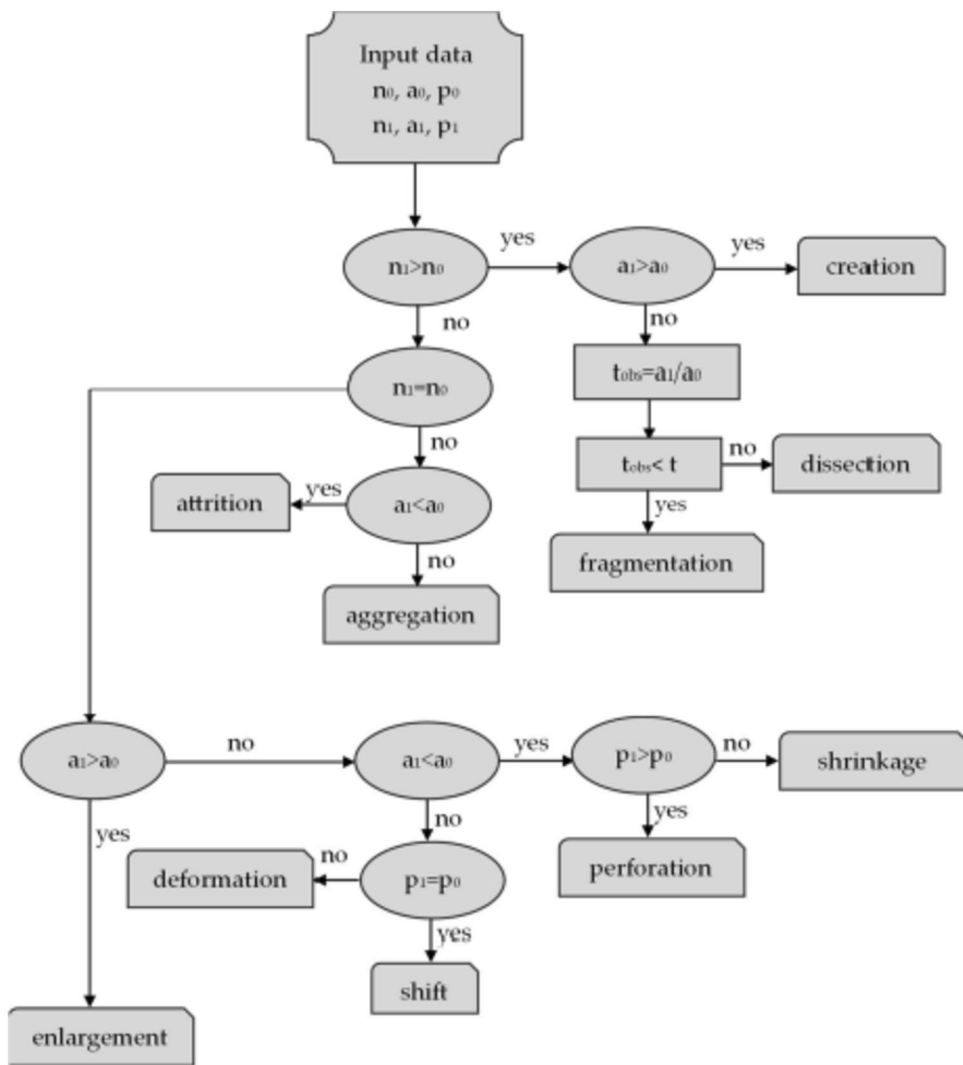 Input data
n₀, a₀, p₀
n₁, a₁, p₁
n₁>n₀
yes
a₁>a₀
yes
creation
no
no
n₁=n₀
t_obs=a₁/a₀
no
t_obs< t
no
dissection
attrition
yes
a₁<a₀
yes
no
fragmentation
aggregation
a₁>a₀
no
a₁<a₀
yes
p₁>p₀
no
shrinkage
yes
no
yes
deformation
no
p₁=p₀
perforation
yes
shift
enlargement